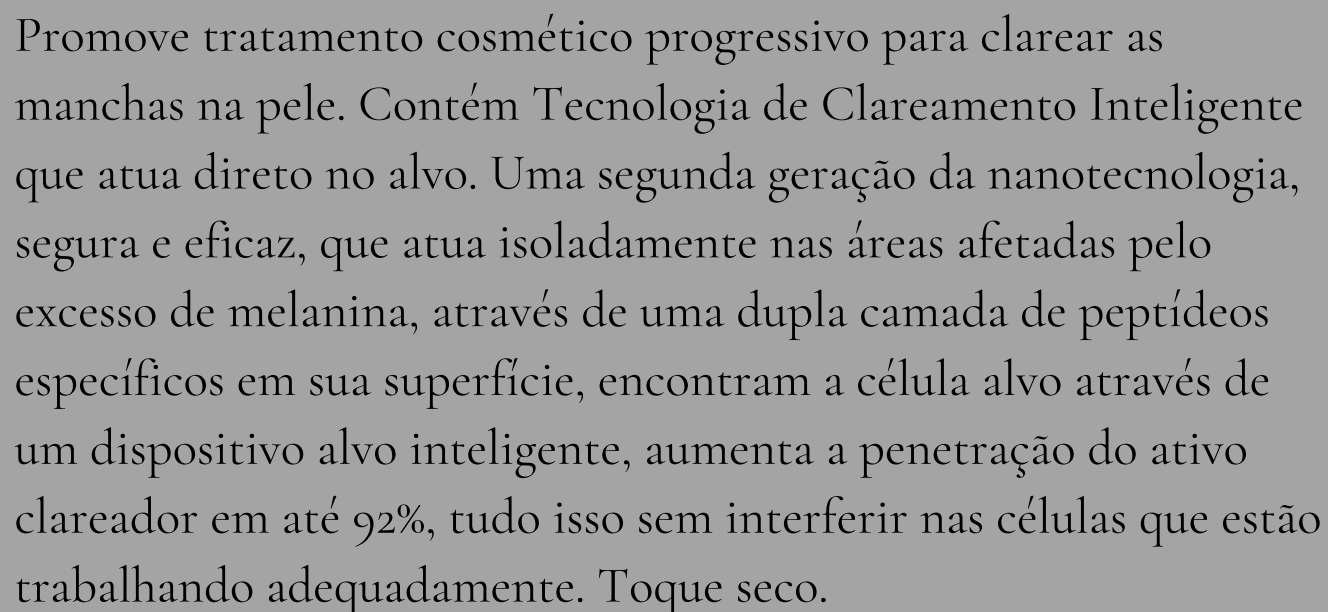 Promove tratamento cosmético progressivo para clarear as
manchas na pele. Contém Tecnologia de Clareamento Inteligente
que atua direto no alvo. Uma segunda geração da nanotecnologia,
segura e eficaz, que atua isoladamente nas áreas afetadas pelo
excesso de melanina, através de uma dupla camada de peptídeos
específicos em sua superfície, encontram a célula alvo através de
um dispositivo alvo inteligente, aumenta a penetração do ativo
clareador em até 92%, tudo isso sem interferir nas células que estão
trabalhando adequadamente. Toque seco.